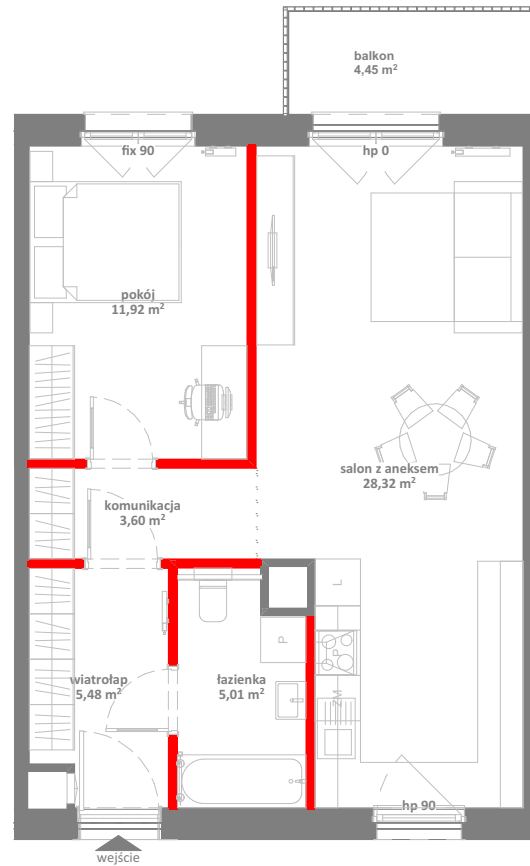 balkon
4,45 m²
fix 90
hp 0
pokój
11,92 m²
salon z aneksem
28,32 m²
komunikacja
3,60 m²
L
P
wiatrołap
5,48 m²
łazienka
5,01 m²
P
ZM
hp 90
wejście